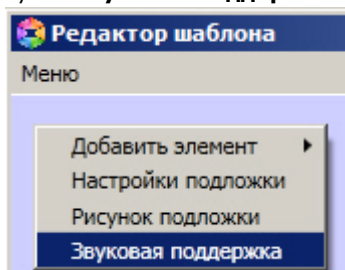 Редактор шаблона
Меню
Добавить элемент
Настройки подложки
Рисунок подложки
Звуковая поддержка